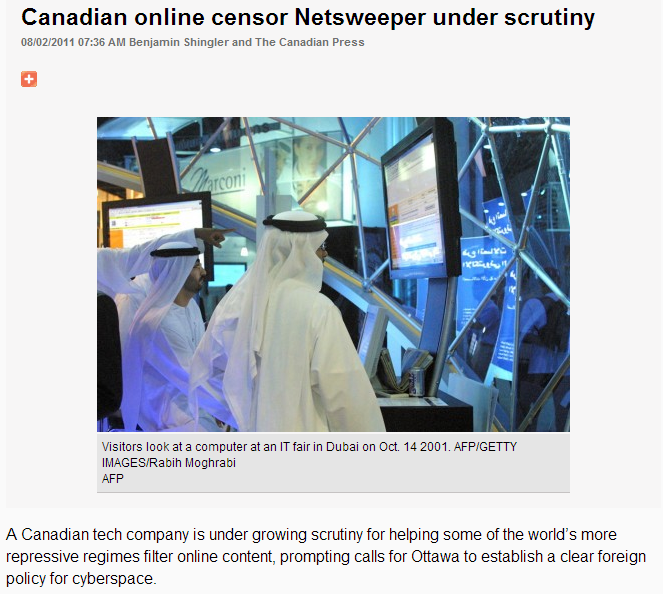 Canadian online censor Netsweeper under scrutiny
08/02/2011 07:36 AM Benjamin Shingler and The Canadian Press
Marconi
Visitors look at a computer at an IT fair in Dubai on Oct. 14 2001. AFP/GETTY
IMAGES/Rabih Moghrabi
AFP
A Canadian tech company is under growing scrutiny for helping some of the world's more
repressive regimes filter online content, prompting calls for Ottawa to establish a clear foreign
policy for cyberspace.